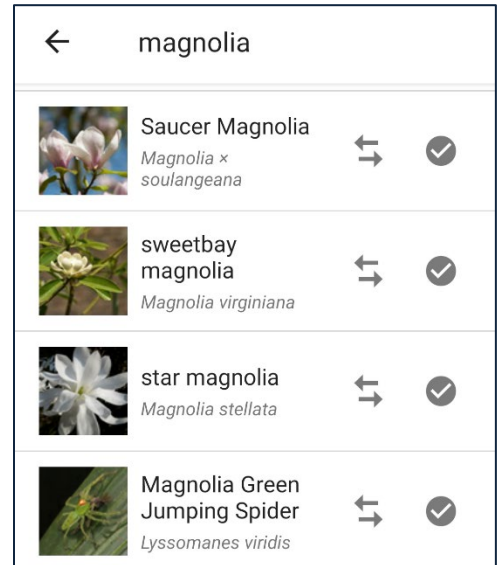 magnolia
Saucer Magnolia
Magnolia ×
soulangeana
sweetbay
magnolia
Magnolia virginiana
star magnolia
Magnolia stellata
Magnolia Green
Jumping Spider
Lyssomanes viridis